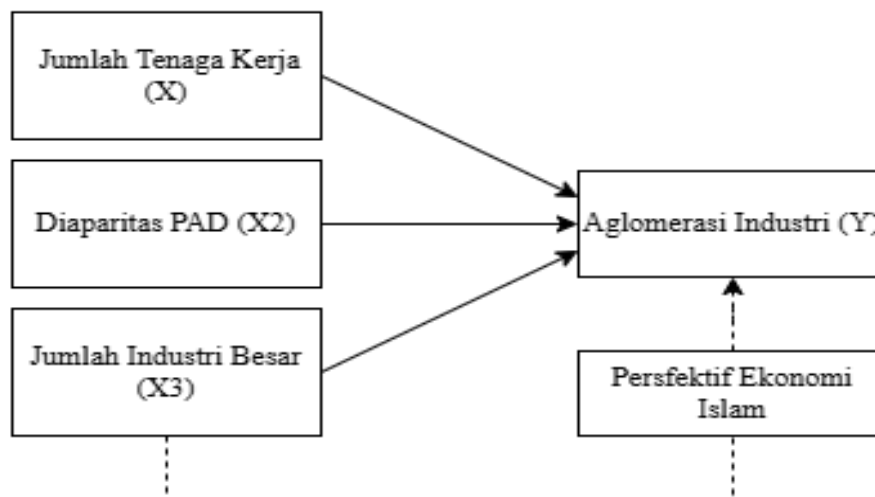 Jumlah Tenaga Kerja
(X)
Diaparitas PAD (X2)
Aglomerasi Industri (Y)
Jumlah Industri Besar
(X3)
Persfektif Ekonomi
Islam